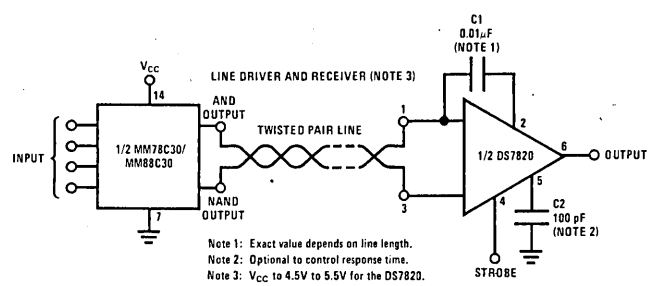 C1
0.01μF
(NOTE 1)
VCC
14
LINE DRIVER AND RECEIVER (NOTE 3)
AND
OUTPUT
TWISTED PAIR LINE
1
2
INPUT
1/2 MM78C30/
MM88C30
1/2 DS7820
6
OUTPUT
5
4
3
7
NAND
OUTPUT
C2
100 pF
(NOTE 2)
STROBE
Note 1: Exact value depends on line length.
Note 2: Optional to control response time.
Note 3: VCC to 4.5V to 5.5V for the DS7820.